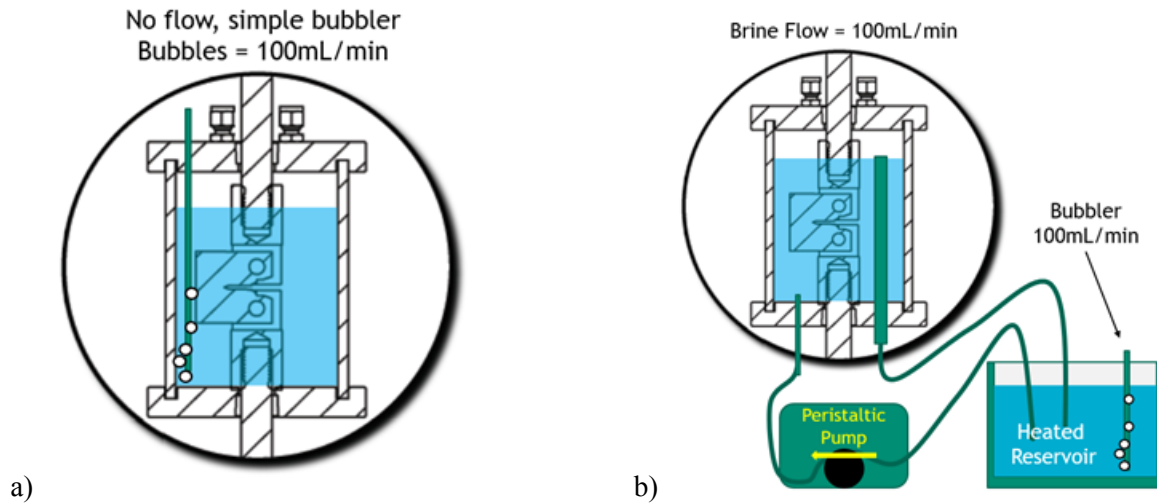 No flow, simple bubbler
Bubbles = 100mL/min
a)
Brine Flow = 100mL/min
Bubbler
100mL/min
Peristaltic
Pump
Heated
Reservoir
b)